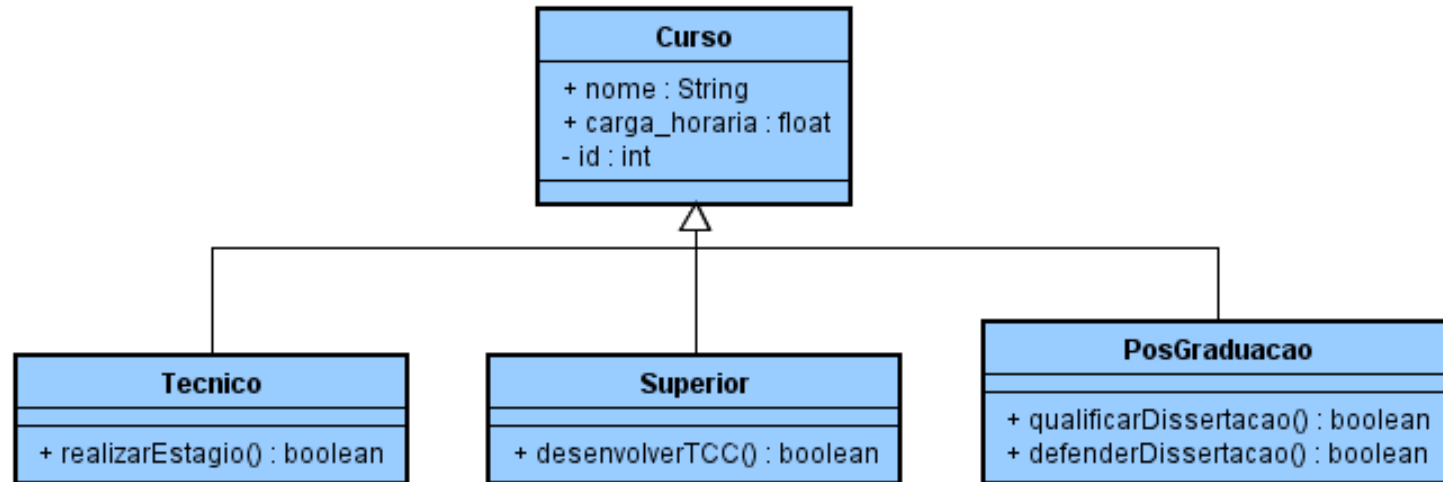 Curso
+ nome : String
+ carga_horaria : float
- id : int
Tecnico
+ realizarEstagio() : boolean
Superior
+ desenvolverTCC() : boolean
PosGraduacao
+ qualificarDissertacao() : boolean
+ defenderDissertacao() : boolean